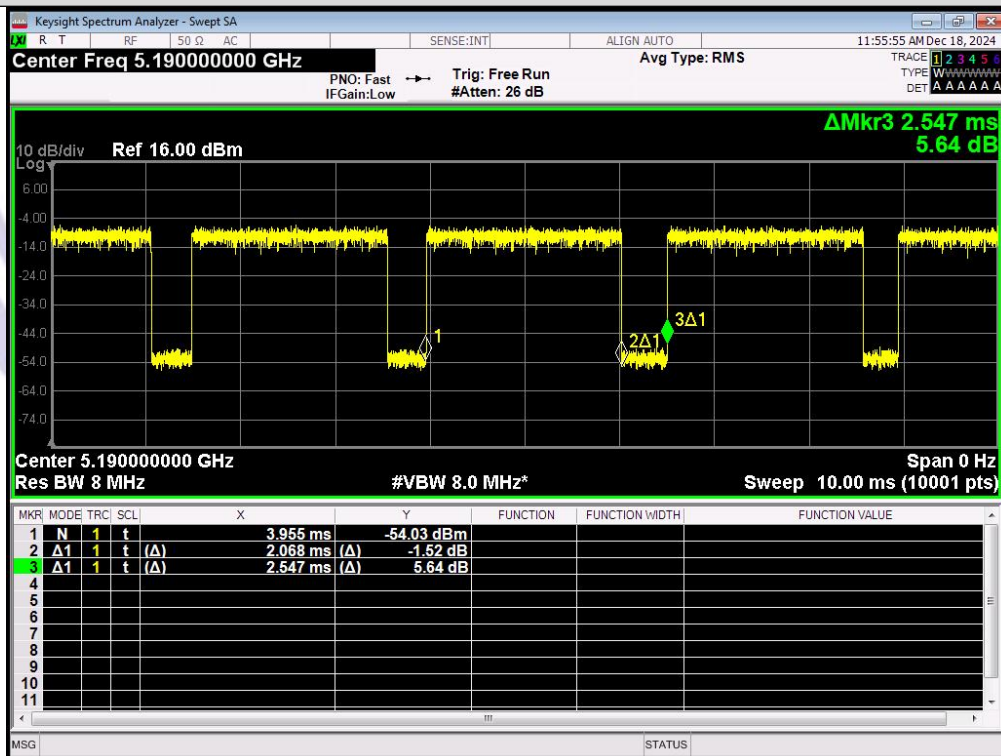 Keysight Spectrum Analyzer - Swept SA
LXI R T RF 50 Ω AC SENSE:INT ALIGN AUTO 11:55:55 AM Dec 18, 2024
Center Freq 5.190000000 GHz Avg Type: RMS TRACE 1 2 3 4 5 6
PNO: Fast Trig: Free Run TYPE WWWWWW
IFGain:Low #Atten: 26 dB DET A A A A A A
ΔMkr3 2.547 ms
10 dB/div Ref 16.00 dBm 5.64 dB
Log
6.00
-4.00
-14.0
-24.0
-34.0
3Δ1
-44.0
1
2Δ1
-54.0
-64.0
-74.0
Center 5.190000000 GHz Span 0 Hz
Res BW 8 MHz #VBW 8.0 MHz* Sweep 10.00 ms (10001 pts)
MKR MODE TRC SCL X Y FUNCTION FUNCTION WIDTH FUNCTION VALUE
1 N 1 t 3.955 ms -54.03 dBm
2 Δ1 1 t (Δ) 2.068 ms (Δ) -1.52 dB
3 Δ1 1 t (Δ) 2.547 ms (Δ) 5.64 dB
4
5
6
7
8
9
10
11
MSG STATUS